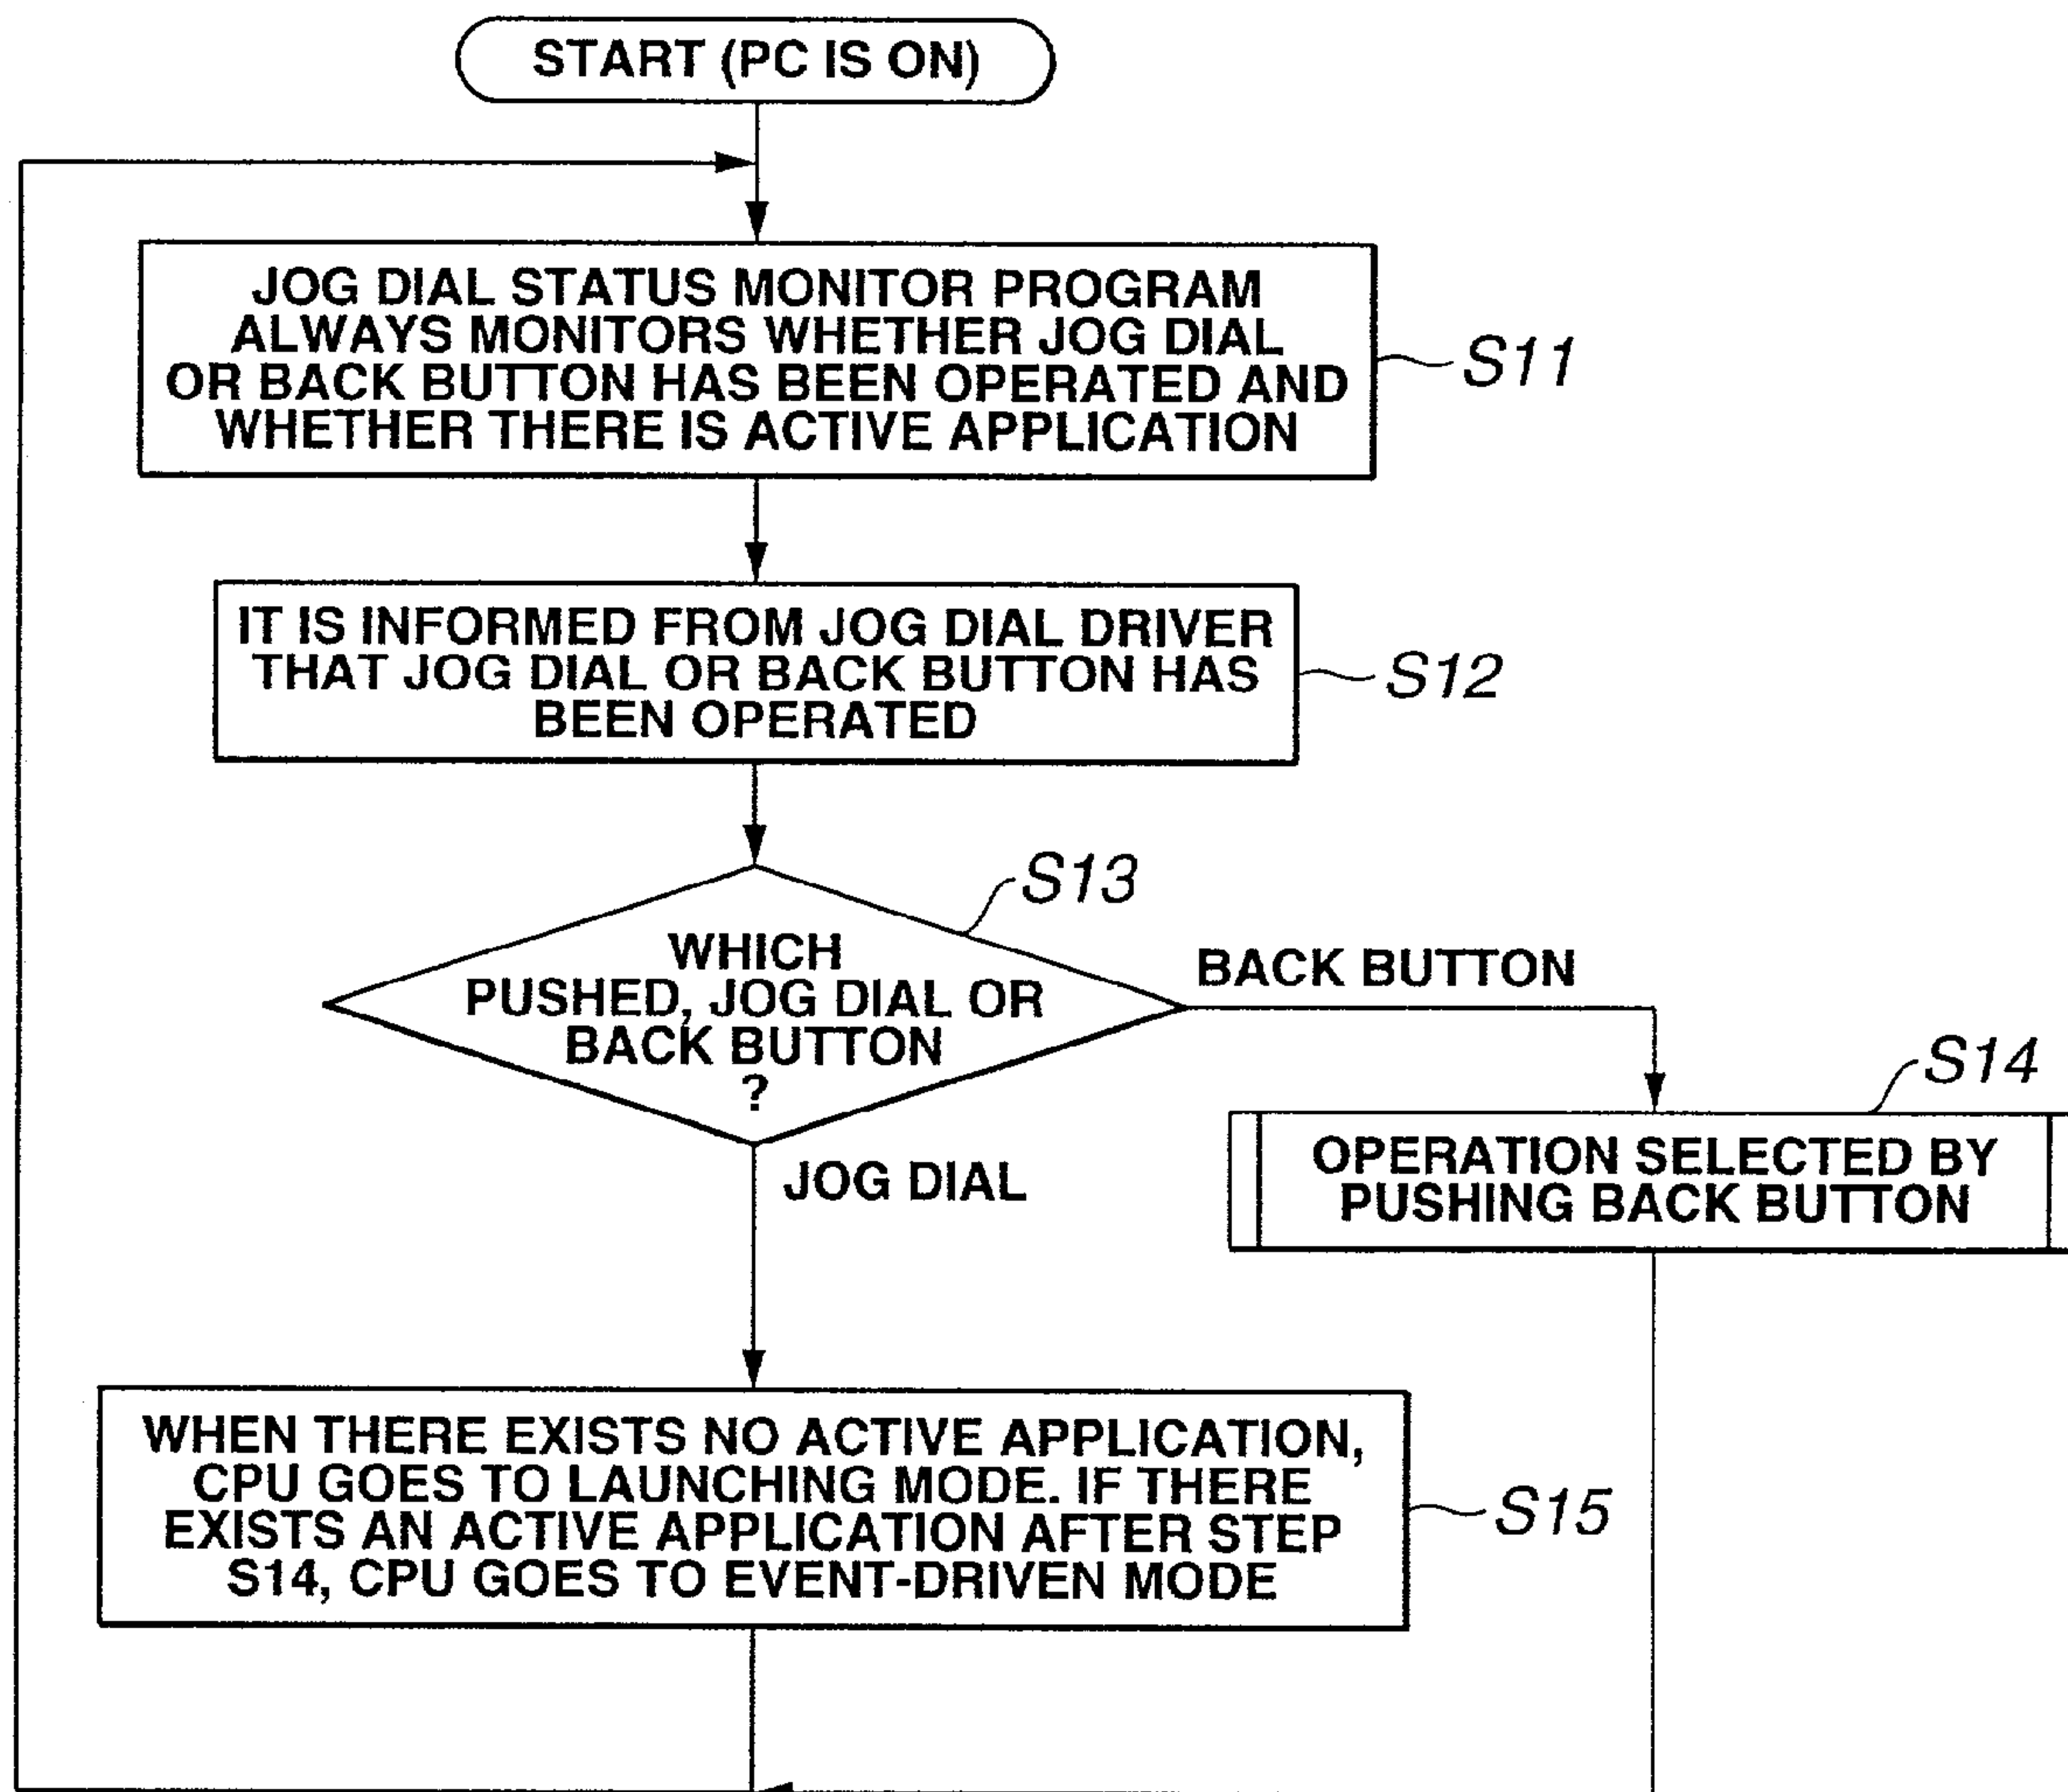 START (PC IS ON)
JOG DIAL STATUS MONITOR PROGRAM
ALWAYS MONITORS WHETHER JOG DIAL
OR BACK BUTTON HAS BEEN OPERATED AND
WHETHER THERE IS ACTIVE APPLICATION
S11
IT IS INFORMED FROM JOG DIAL DRIVER
THAT JOG DIAL OR BACK BUTTON HAS
BEEN OPERATED
S12
S13
WHICH
PUSHED, JOG DIAL OR
BACK BUTTON
?
BACK BUTTON
S14
OPERATION SELECTED BY
PUSHING BACK BUTTON
JOG DIAL
WHEN THERE EXISTS NO ACTIVE APPLICATION,
CPU GOES TO LAUNCHING MODE. IF THERE
EXISTS AN ACTIVE APPLICATION AFTER STEP
S14, CPU GOES TO EVENT-DRIVEN MODE
S15